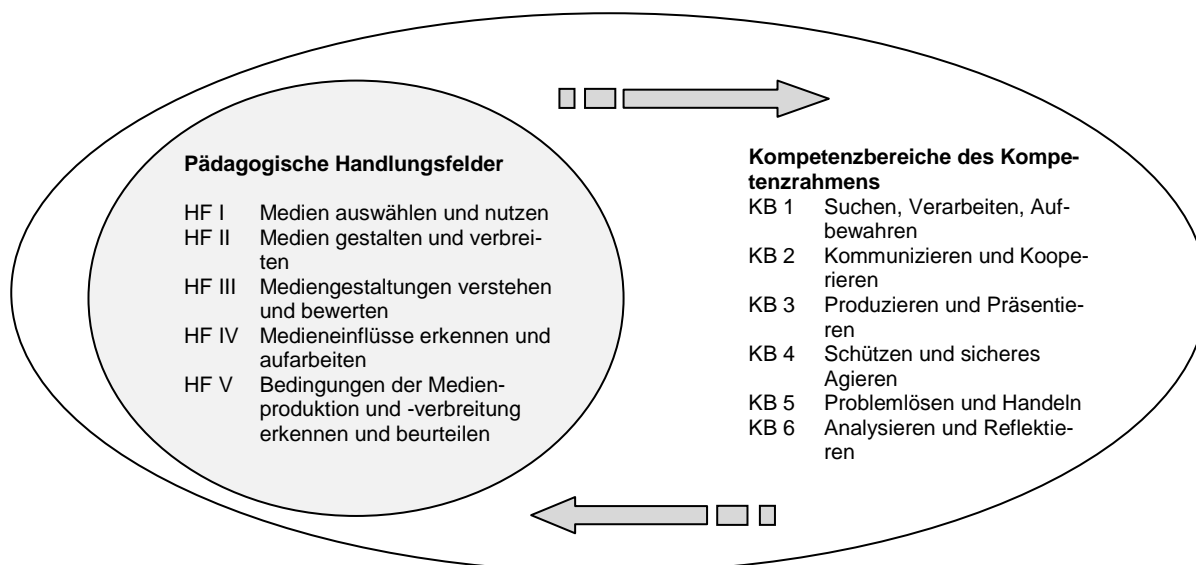 Pädagogische Handlungsfelder
HF I Medien auswählen und nutzen
HF II Medien gestalten und verbrei-
ten
HF III Mediengestaltungen verstehen
und bewerten
HF IV Medieneinflüsse erkennen und
aufarbeiten
HF V Bedingungen der Medien-
produktion und -verbreitung
erkennen und beurteilen
Kompetenzbereiche des Kompe-
tenzrahmens
KB 1 Suchen, Verarbeiten, Auf-
bewahren
KB 2 Kommunizieren und Koope-
rieren
KB 3 Produzieren und Präsentie-
ren
KB 4 Schützen und sicheres
Agieren
KB 5 Problemlösen und Handeln
KB 6 Analysieren und Reflektie-
ren